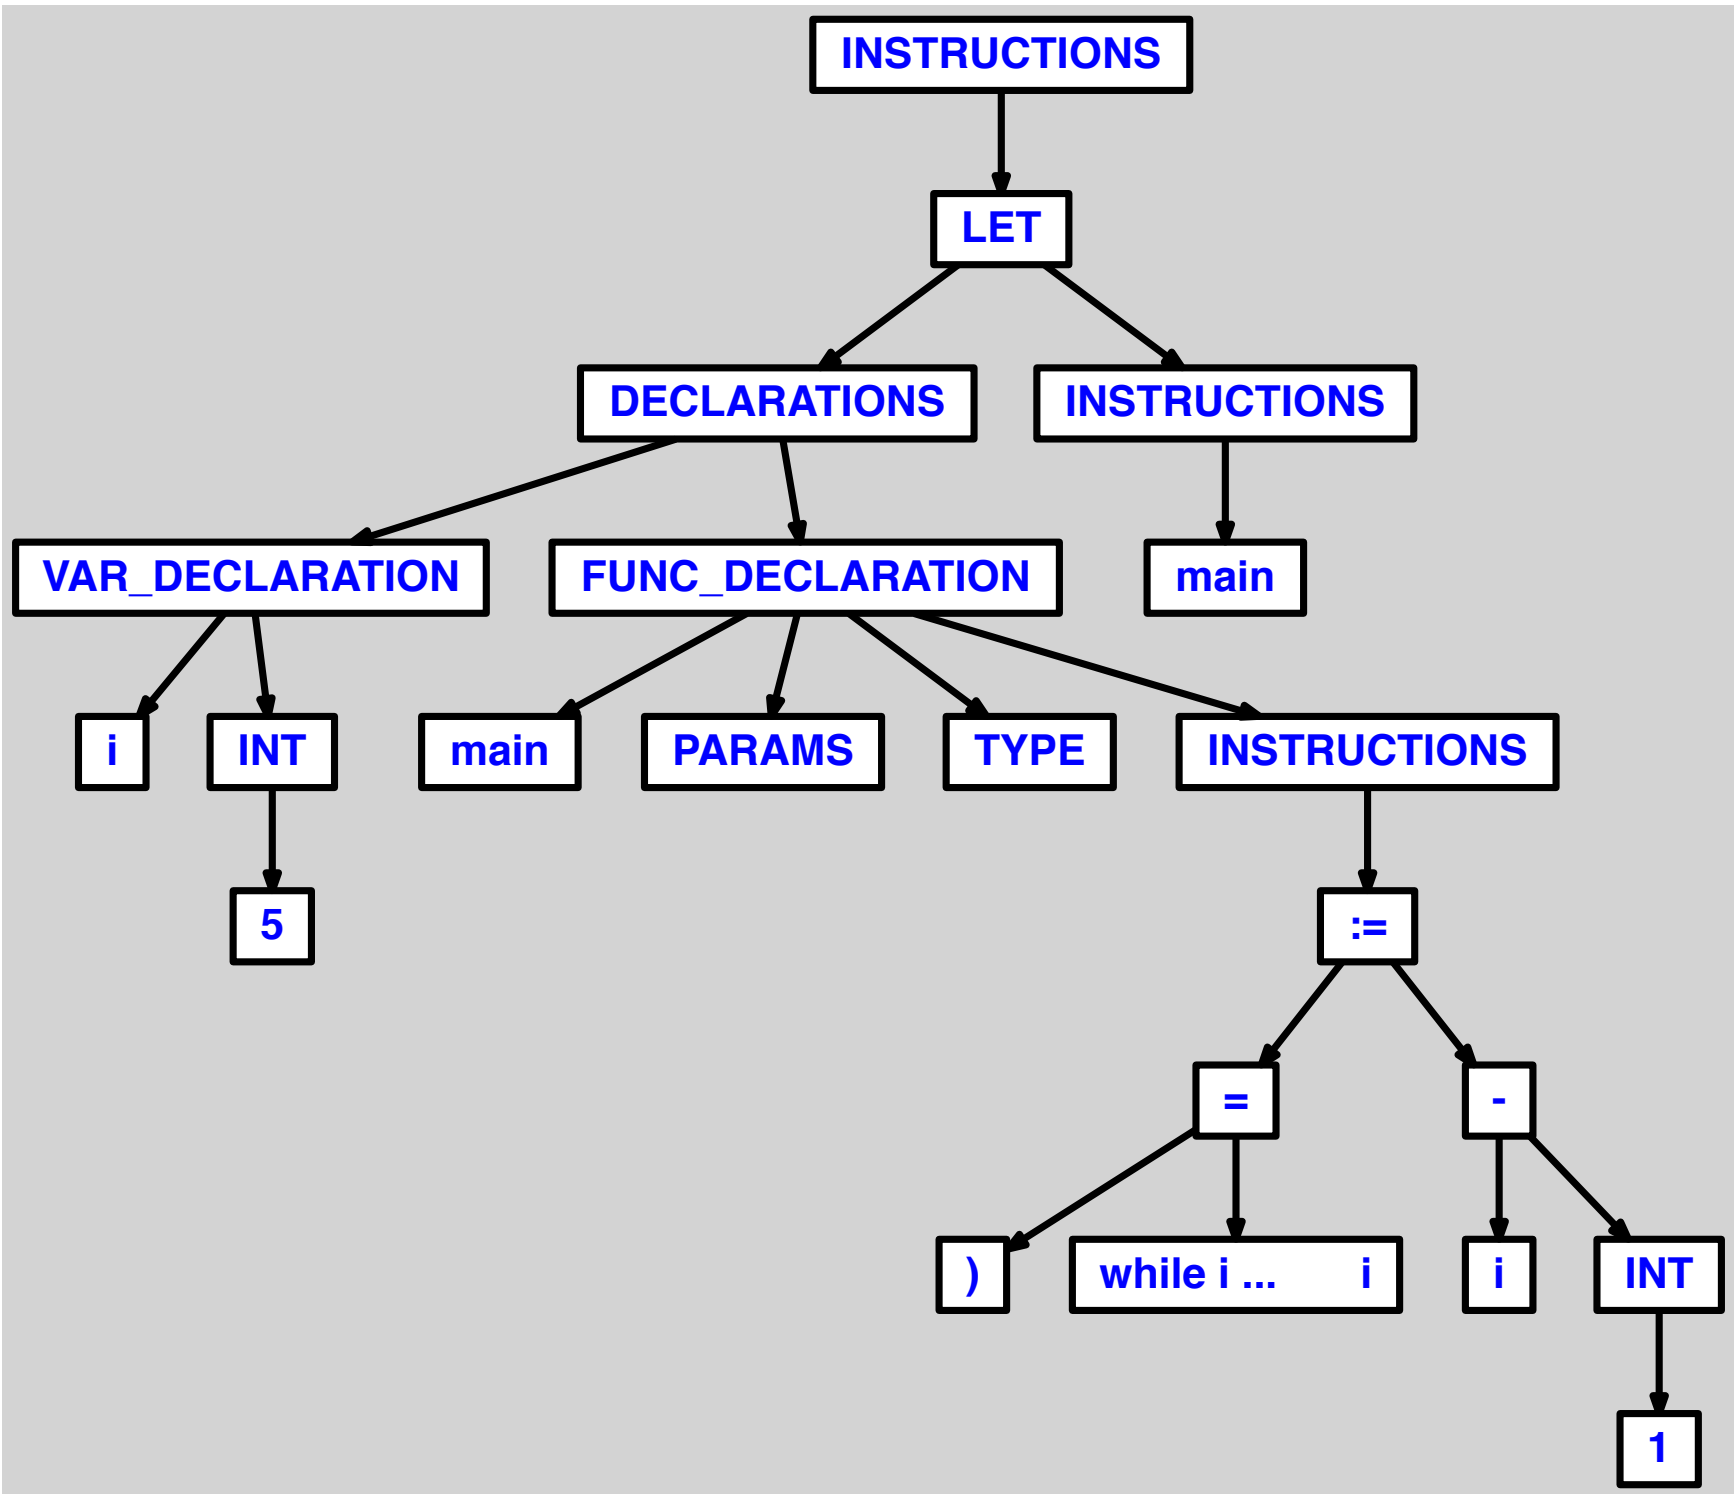 INSTRUCTIONS
LET
DECLARATIONS
INSTRUCTIONS
VAR_DECLARATION
FUNC_DECLARATION
main
i
INT
main
PARAMS
TYPE
INSTRUCTIONS
5
:=
=
-
)
while i ... i
i
INT
1